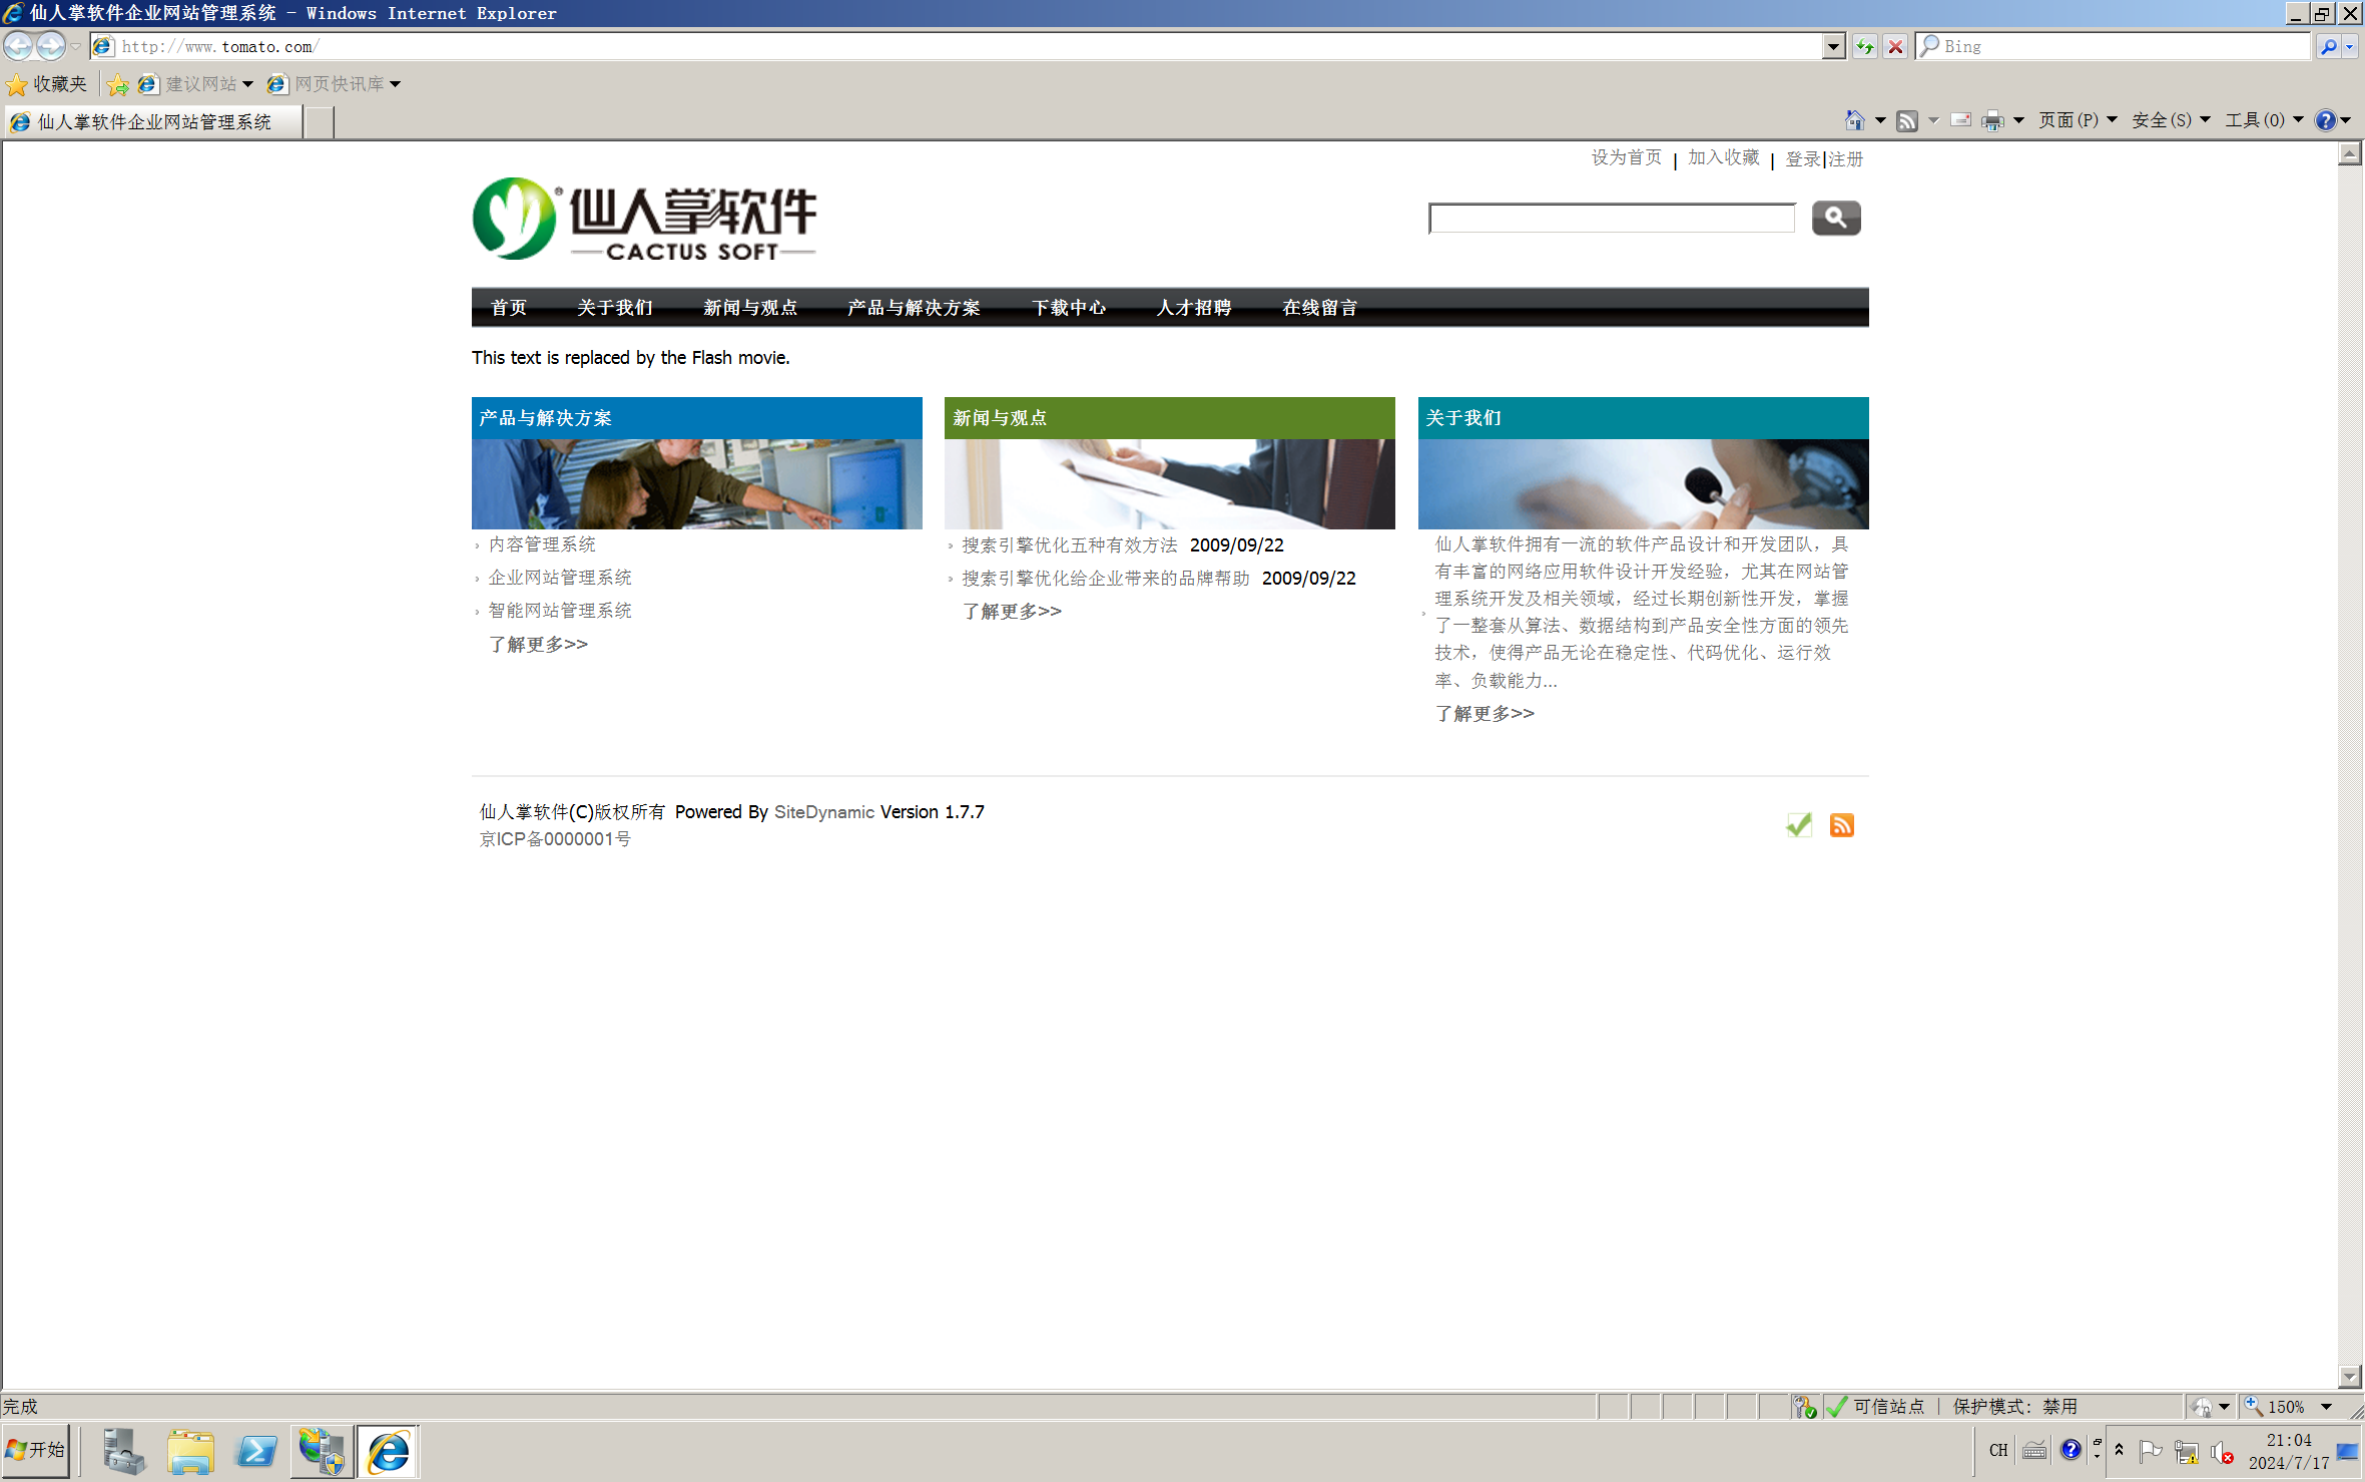 仙人掌软件企业网站管理系统 - Windows Internet Explorer
http://www.tomato.com/
Bing
收藏夹
建议网站
网页快讯库
仙人掌软件企业网站管理系统
页面(P)
安全(S)
工具(O)
设为首页 | 加入收藏 | 登录|注册
仙人掌软件
CACTUS SOFT
首页
关于我们
新闻与观点
产品与解决方案
下载中心
人才招聘
在线留言
This text is replaced by the Flash movie.
产品与解决方案
内容管理系统
企业网站管理系统
智能网站管理系统
了解更多>>
新闻与观点
搜索引擎优化五种有效方法 2009/09/22
搜索引擎优化给企业带来的品牌帮助 2009/09/22
了解更多>>
关于我们
仙人掌软件拥有一流的软件产品设计和开发团队，具
有丰富的网络应用软件设计开发经验，尤其在网站管
理系统开发及相关领域，经过长期创新性开发，掌握
了一整套从算法、数据结构到产品安全性方面的领先
技术，使得产品无论在稳定性、代码优化、运行效
率、负载能力...
了解更多>>
仙人掌软件(C)版权所有 Powered By SiteDynamic Version 1.7.7
京ICP备0000001号
完成
可信站点 | 保护模式: 禁用
150%
开始
CH
21:04
2024/7/17